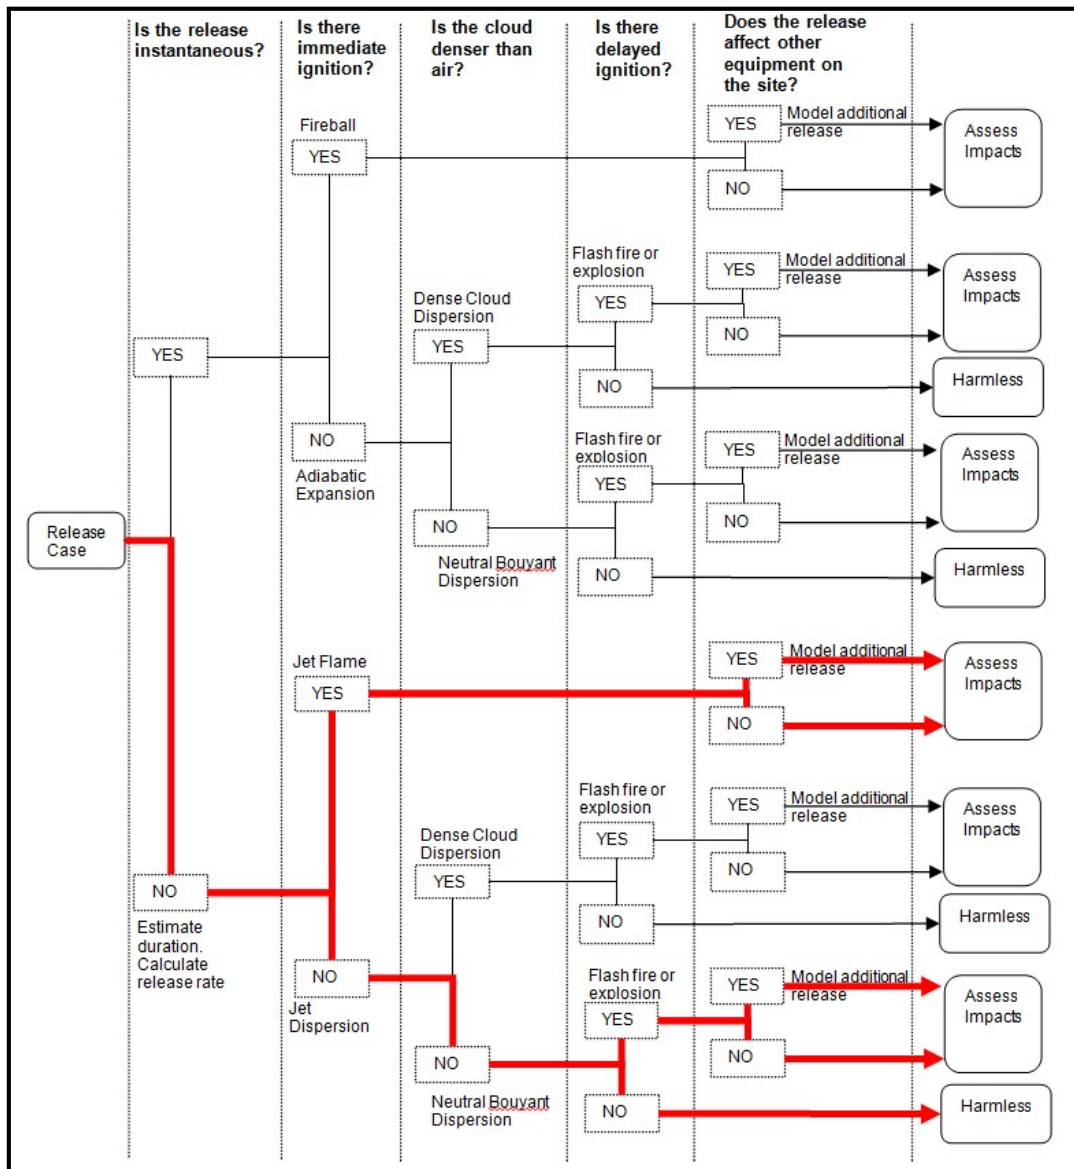 Is the release
instantaneous?
Is there
immediate
ignition?
Is the cloud
denser than
air?
Is there
delayed
ignition?
Does the release
affect other
equipment on
the site?
Fireball
YES
YES
Model additional
release
NO
Assess
Impacts
Flash fire or
explosion
YES
YES
Model additional
release
NO
Assess
Impacts
Dense Cloud
Dispersion
YES
YES
NO
Harmless
NO
Adiabatic
Expansion
Flash fire or
explosion
YES
YES
Model additional
release
NO
Assess
Impacts
NO
Neutral Bouyant
Dispersion
NO
Harmless
Release
Case
Jet Flame
YES
YES
Model additional
release
NO
Assess
Impacts
Flash fire or
explosion
YES
YES
Model additional
release
NO
Assess
Impacts
Dense Cloud
Dispersion
YES
NO
Harmless
NO
Estimate
duration.
Calculate
release rate
NO
Jet
Dispersion
Flash fire or
explosion
YES
YES
Model additional
release
NO
Assess
Impacts
NO
Neutral Bouyant
Dispersion
NO
Harmless